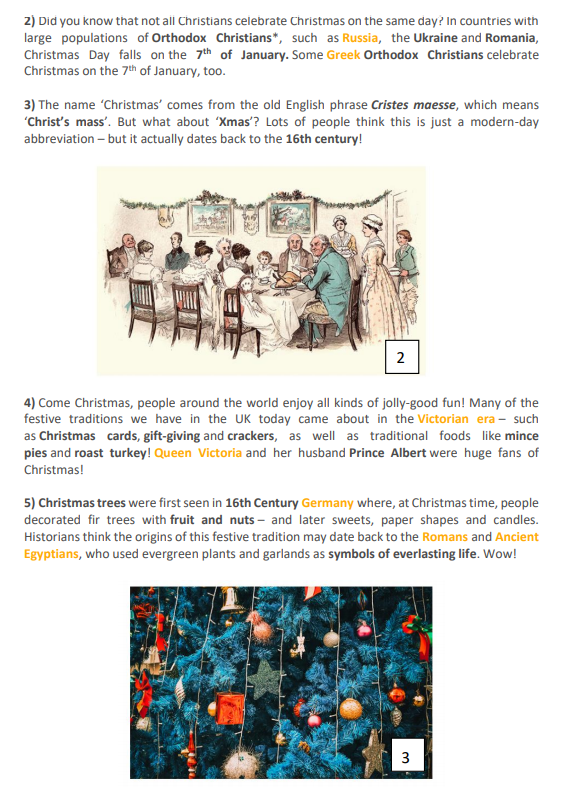 2) Did you know that not all Christians celebrate Christmas on the same day? In countries with
large populations of Orthodox Christians*, such as Russia, the Ukraine and Romania,
Christmas Day falls on the 7th of January. Some Greek Orthodox Christians celebrate
Christmas on the 7th of January, too.
3) The name ‘Christmas’ comes from the old English phrase Cristes maesse, which means
‘Christ’s mass’. But what about ‘Xmas’? Lots of people think this is just a modern-day
abbreviation – but it actually dates back to the 16th century!
2
4) Come Christmas, people around the world enjoy all kinds of jolly-good fun! Many of the
festive traditions we have in the UK today came about in the Victorian era – such
as Christmas cards, gift-giving and crackers, as well as traditional foods like mince
pies and roast turkey! Queen Victoria and her husband Prince Albert were huge fans of
Christmas!
5) Christmas trees were first seen in 16th Century Germany where, at Christmas time, people
decorated fir trees with fruit and nuts – and later sweets, paper shapes and candles.
Historians think the origins of this festive tradition may date back to the Romans and Ancient
Egyptians, who used evergreen plants and garlands as symbols of everlasting life. Wow!
3